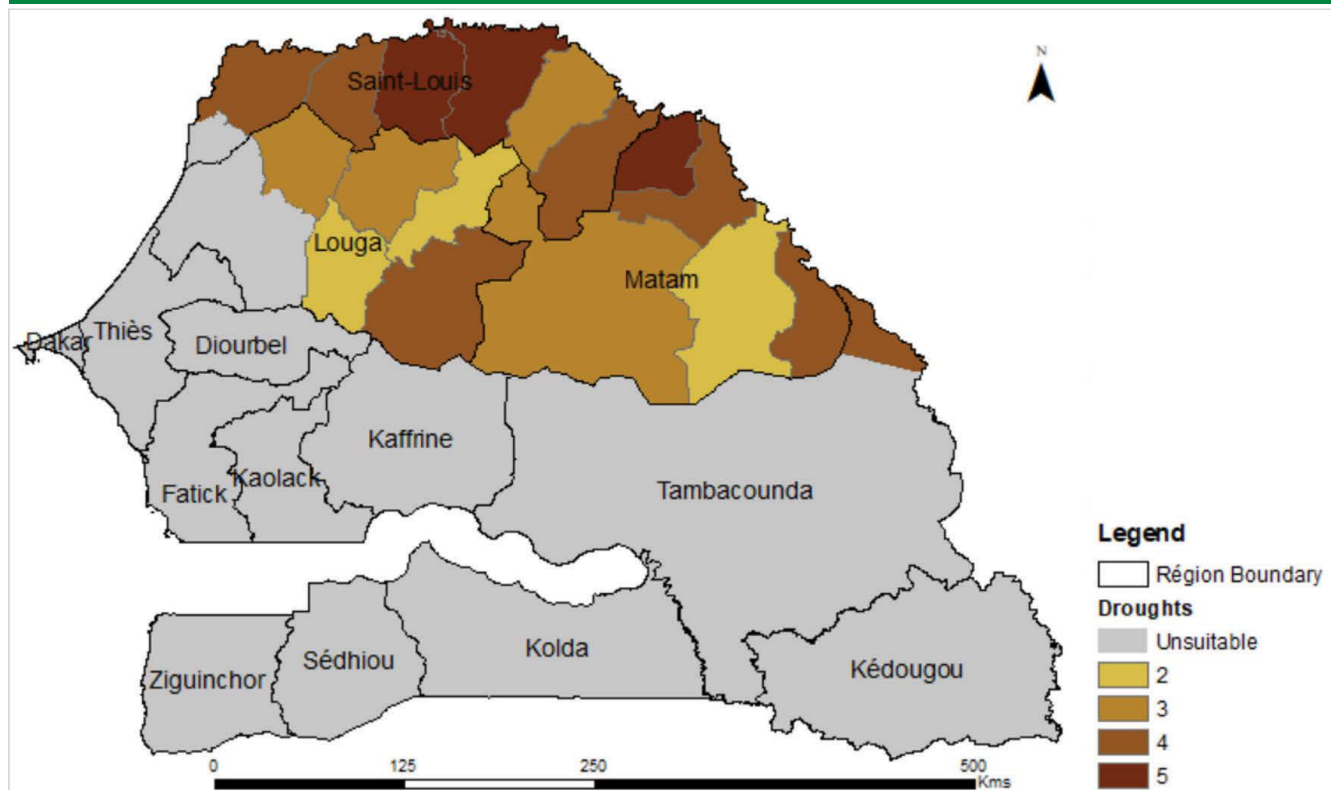 N
Saint-Louis
Louga
Matam
Dakar
Thiès
Diourbel
Kaffrine
Fatick
Kaolack
Tambacounda
Kolda
Sédhiou
Ziguinchor
Kédougou
Legend
Région Boundary
Droughts
Unsuitable
2
3
4
5
0 125 250 500
Kms